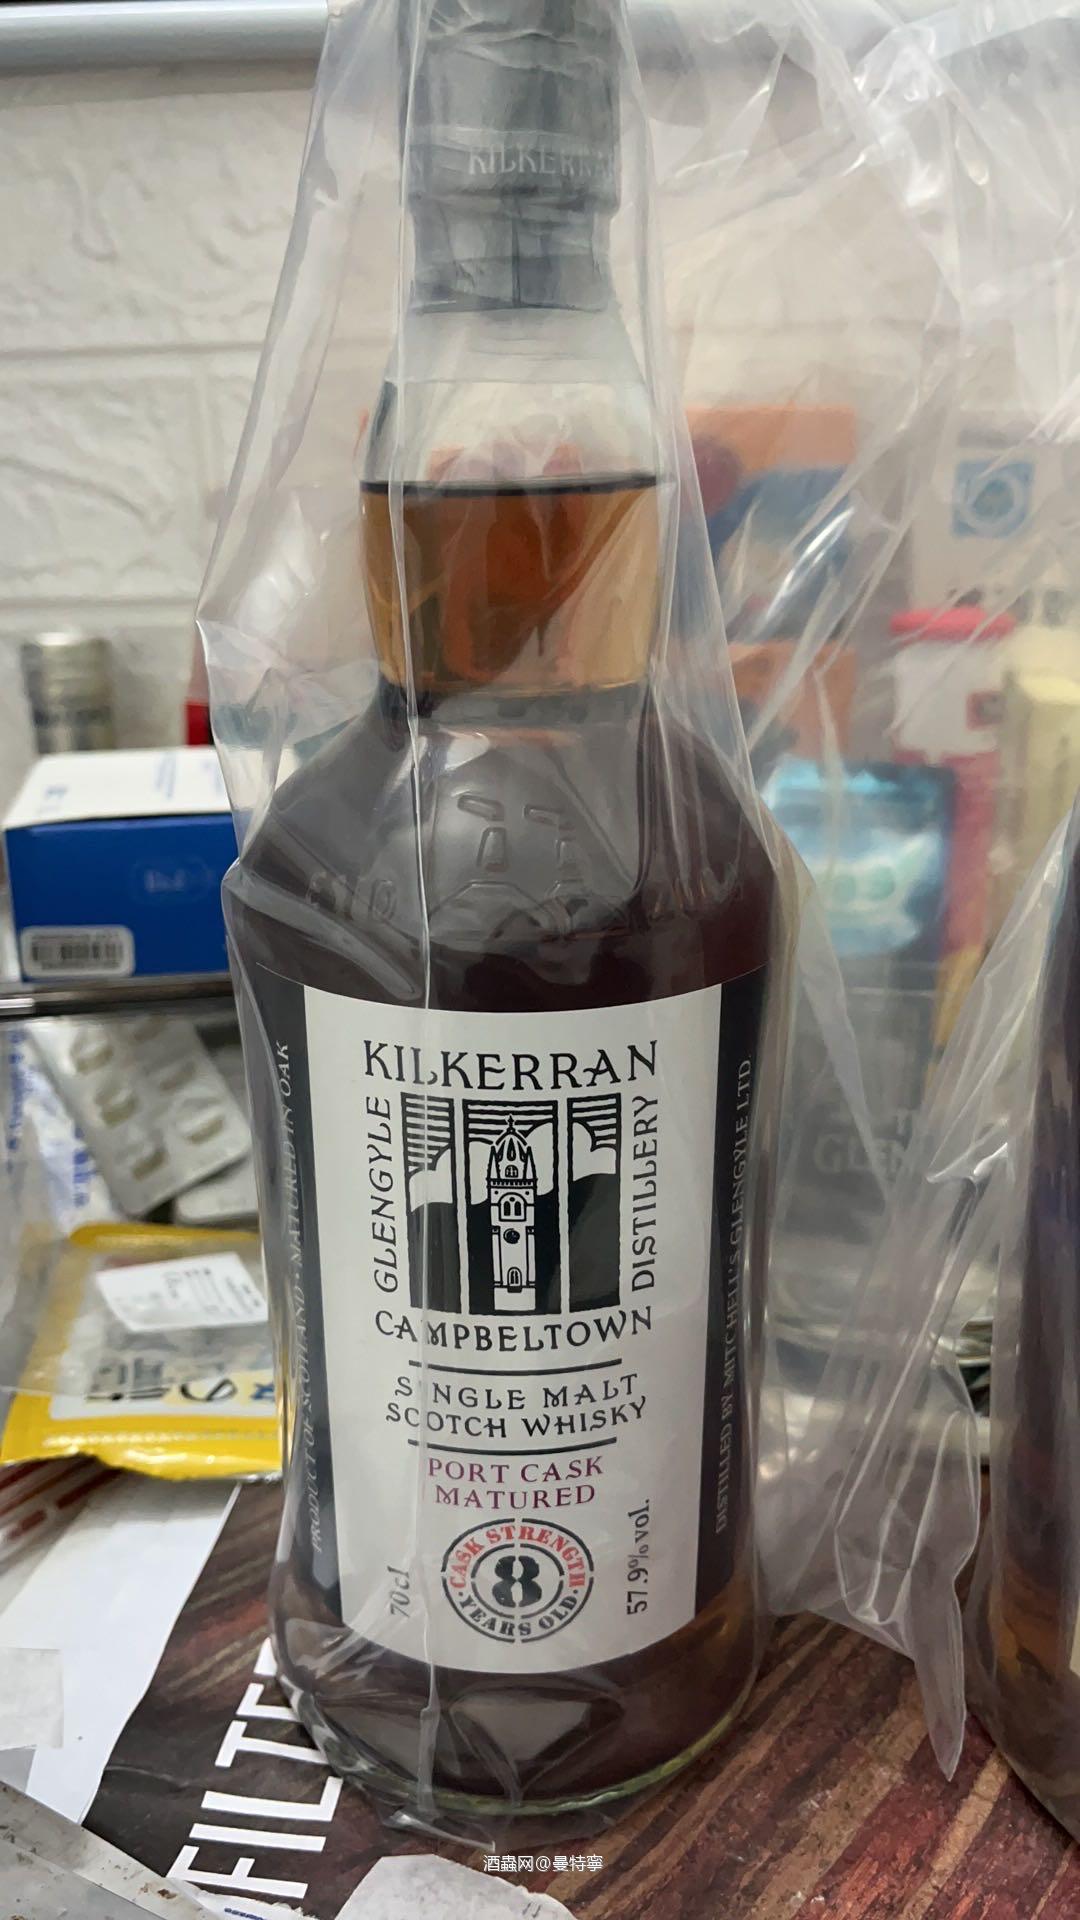 KILKERRAN
KILKERRAN
GLENGYLE
DISTILLERY
CAMPBELTOWN
SINGLE MALT
SCOTCH WHISKY
PORT CASK
MATURED
CASK STRENGTH
8
YEARS OLD
70cl
57.9% vol.
PRODUCT OF SCOTLAND · MATURED IN OAK
DISTILLED BY MITCHELL'S GLENGYLE LTD.
FILTE
酒蟲网@曼特寧